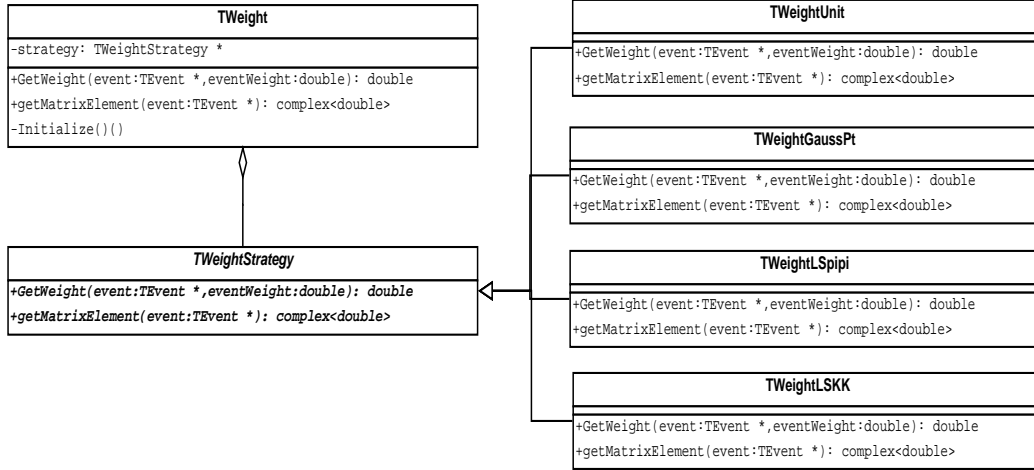 TWeight
-strategy: TWeightStrategy *
+GetWeight(event:TEvent *,eventWeight:double): double
+getMatrixElement(event:TEvent *): complex<double>
-Initialize()()
TWeightStrategy
+GetWeight(event:TEvent *,eventWeight:double): double
+getMatrixElement(event:TEvent *): complex<double>
TWeightUnit
+GetWeight(event:TEvent *,eventWeight:double): double
+getMatrixElement(event:TEvent *): complex<double>
TWeightGaussPt
+GetWeight(event:TEvent *,eventWeight:double): double
+getMatrixElement(event:TEvent *): complex<double>
TWeightLSpipi
+GetWeight(event:TEvent *,eventWeight:double): double
+getMatrixElement(event:TEvent *): complex<double>
TWeightLSKK
+GetWeight(event:TEvent *,eventWeight:double): double
+getMatrixElement(event:TEvent *): complex<double>